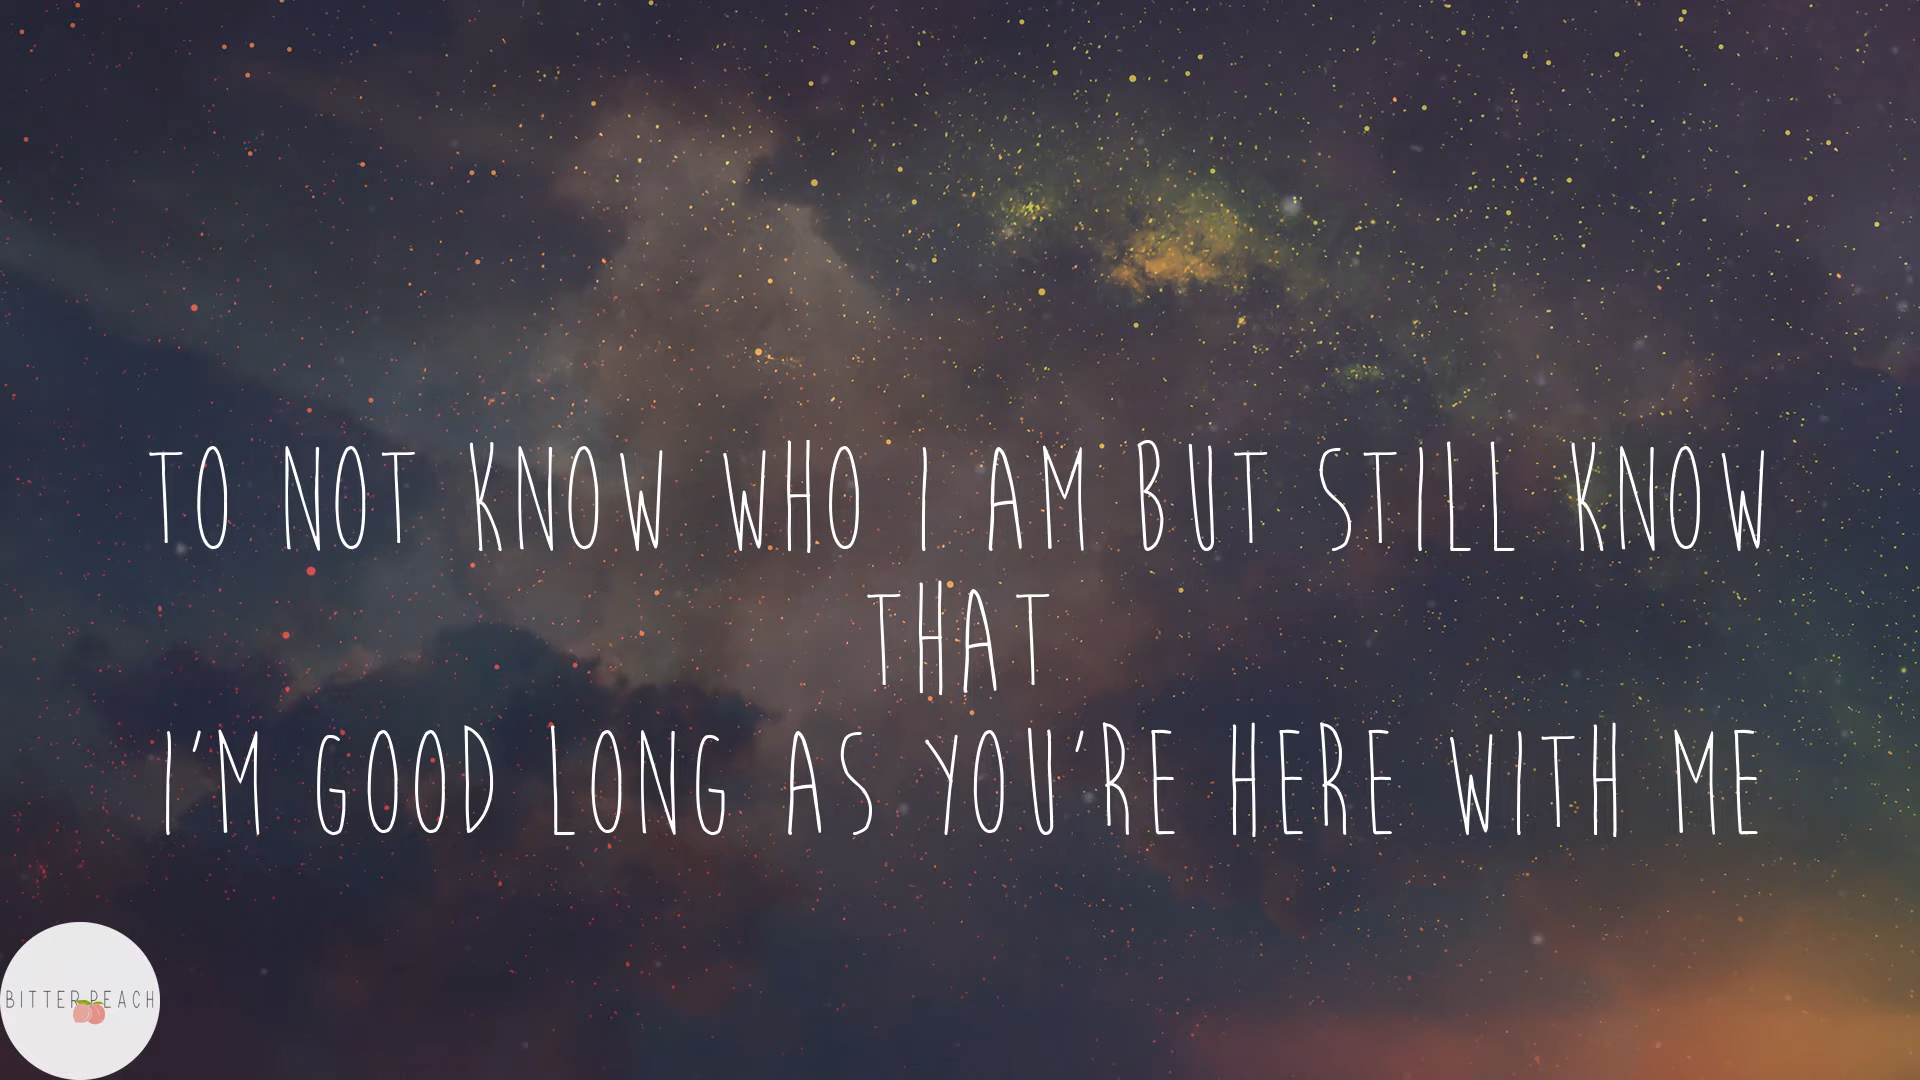 TO NOT KNOW WHO I AM BUT STILL KNOW
THAT
I'M GOOD LONG AS YOU'RE HERE WITH ME
BITTER PEACH